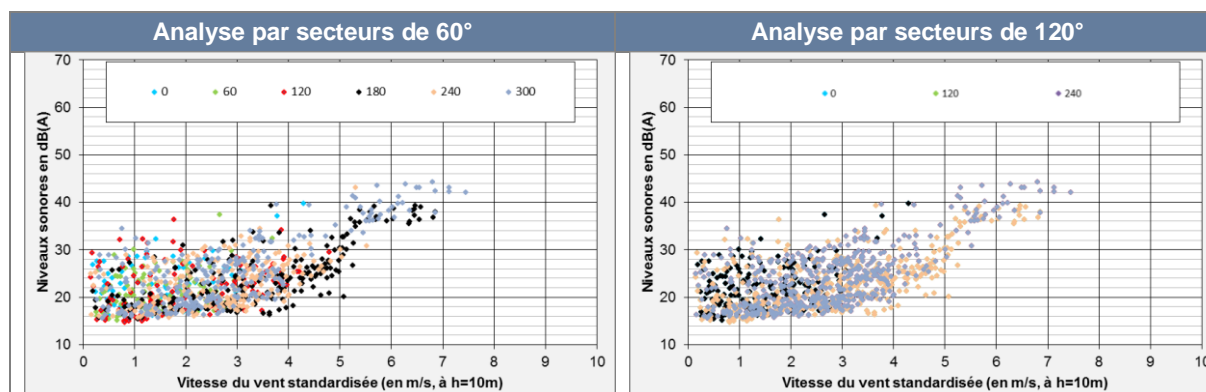 Analyse par secteurs de 60°
Analyse par secteurs de 120°
Niveaux sonores en dB(A)
70
60
50
40
30
20
10
0 60 120 180 240 300
0 1 2 3 4 5 6 7 8 9 10
Vitesse du vent standardisée (en m/s, à h=10m)
Niveaux sonores en dB(A)
70
60
50
40
30
20
10
0 120 240
0 1 2 3 4 5 6 7 8 9 10
Vitesse du vent standardisée (en m/s, à h=10m)